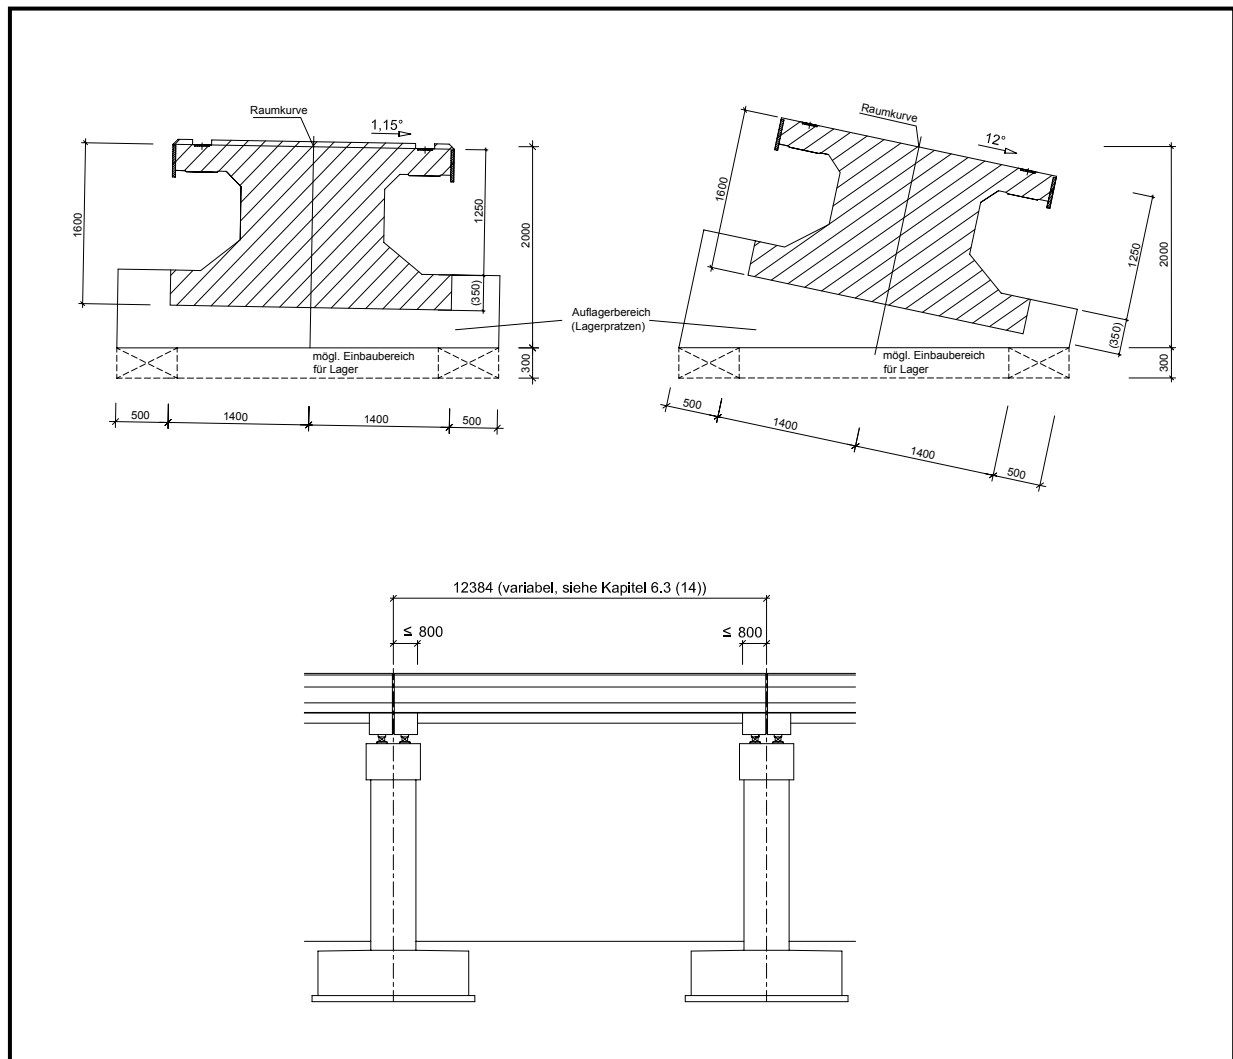 Raumkurve
1,15°
1600
1250
2000
(350)
300
mögl. Einbaubereich
für Lager
500
1400
1400
500
Auflagerbereich
(Lagerpratzen)
Raumkurve
12°
1600
1250
2000
(350)
300
mögl. Einbaubereich
für Lager
500
1400
1400
500
12384 (variabel, siehe Kapitel 6.3 (14))
≤ 800
≤ 800